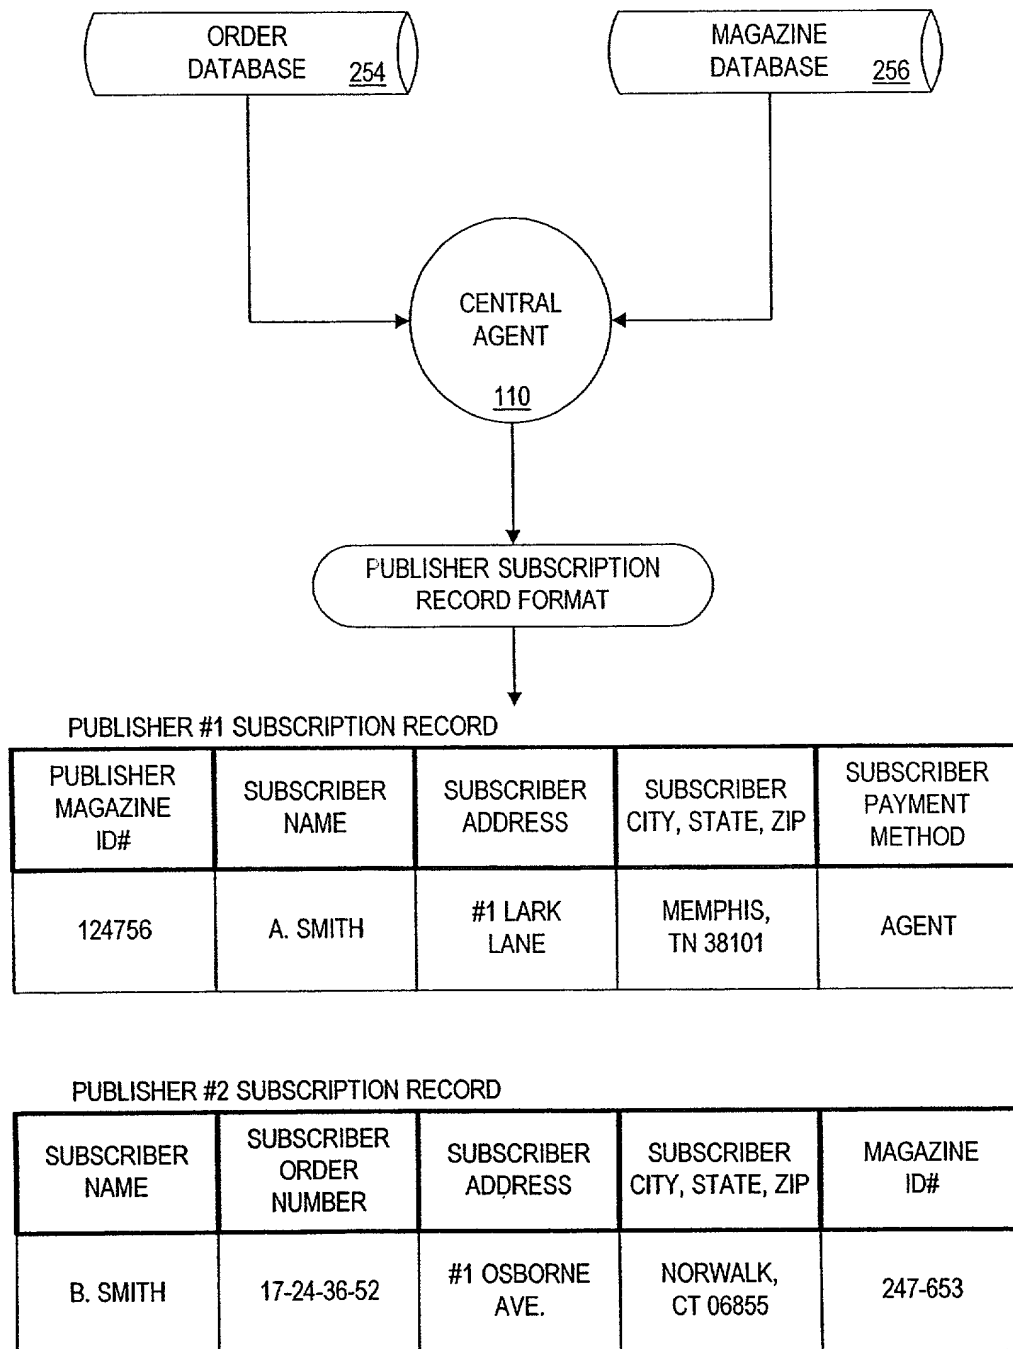 ORDER
DATABASE 254
MAGAZINE
DATABASE 256
CENTRAL
AGENT
110
PUBLISHER SUBSCRIPTION
RECORD FORMAT
PUBLISHER #1 SUBSCRIPTION RECORD
PUBLISHER
MAGAZINE
ID#
SUBSCRIBER
NAME
SUBSCRIBER
ADDRESS
SUBSCRIBER
CITY, STATE, ZIP
SUBSCRIBER
PAYMENT
METHOD
124756
A. SMITH
#1 LARK
LANE
MEMPHIS,
TN 38101
AGENT
PUBLISHER #2 SUBSCRIPTION RECORD
SUBSCRIBER
NAME
SUBSCRIBER
ORDER
NUMBER
SUBSCRIBER
ADDRESS
SUBSCRIBER
CITY, STATE, ZIP
MAGAZINE
ID#
B. SMITH
17-24-36-52
#1 OSBORNE
AVE.
NORWALK,
CT 06855
247-653